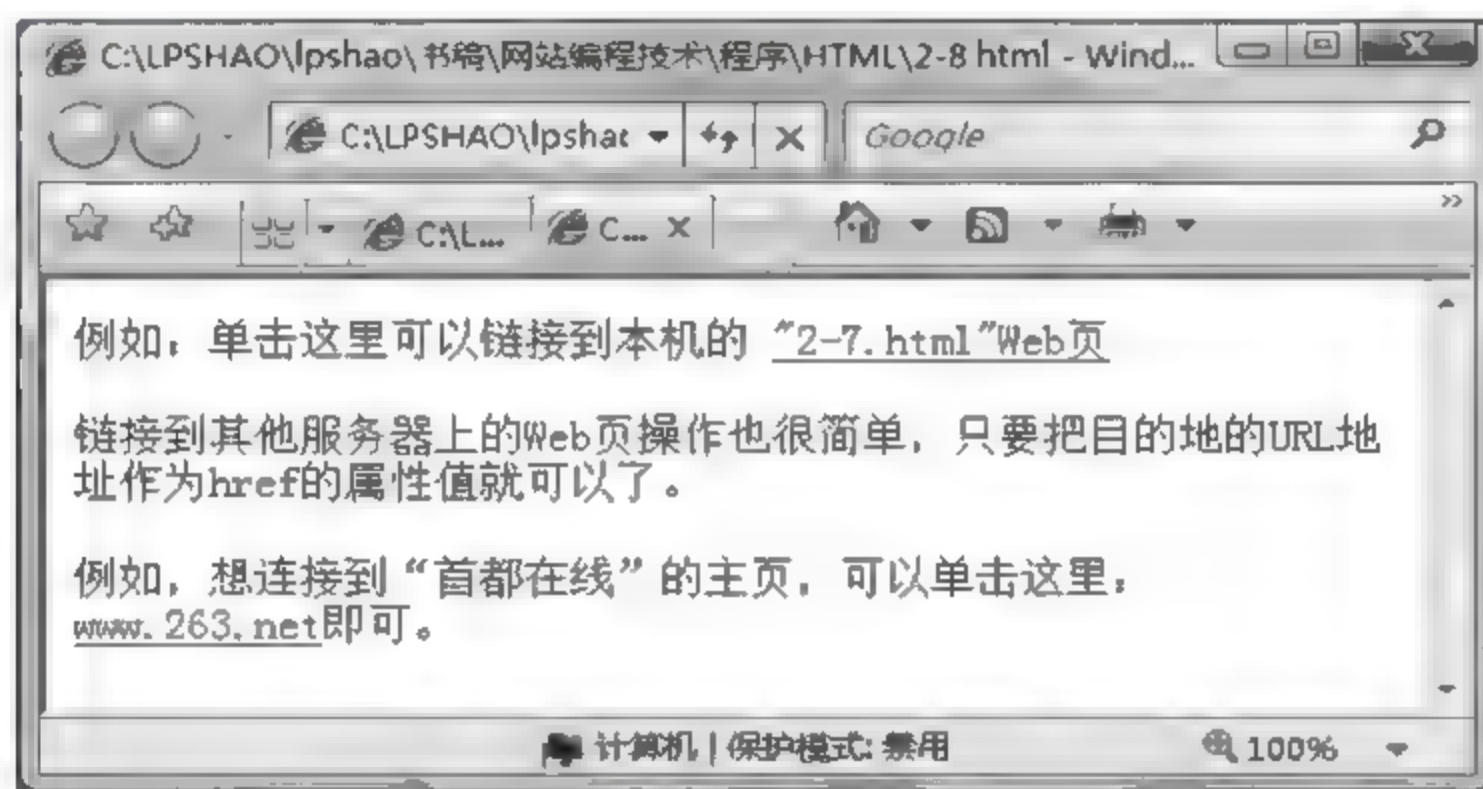 C:\LPSHAO\lpshao\书稿\网站编程技术\程序\HTML\2-8 html - Wind...
C:\LPSHAO\lpshac
Google
C:\L...
C...
例如，单击这里可以链接到本机的 "2-7.html"Web页
链接到其他服务器上的Web页操作也很简单，只要把目的地的URL地
址作为href的属性值就可以了。
例如，想连接到“首都在线”的主页，可以单击这里：
www.263.net即可。
计算机 | 保护模式: 禁用
100%